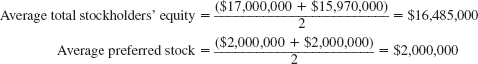 Average total stockholders' equity = ($17,000,000 + $15,970,000) / 2 = $16,485,000
Average preferred stock = ($2,000,000 + $2,000,000) / 2 = $2,000,000